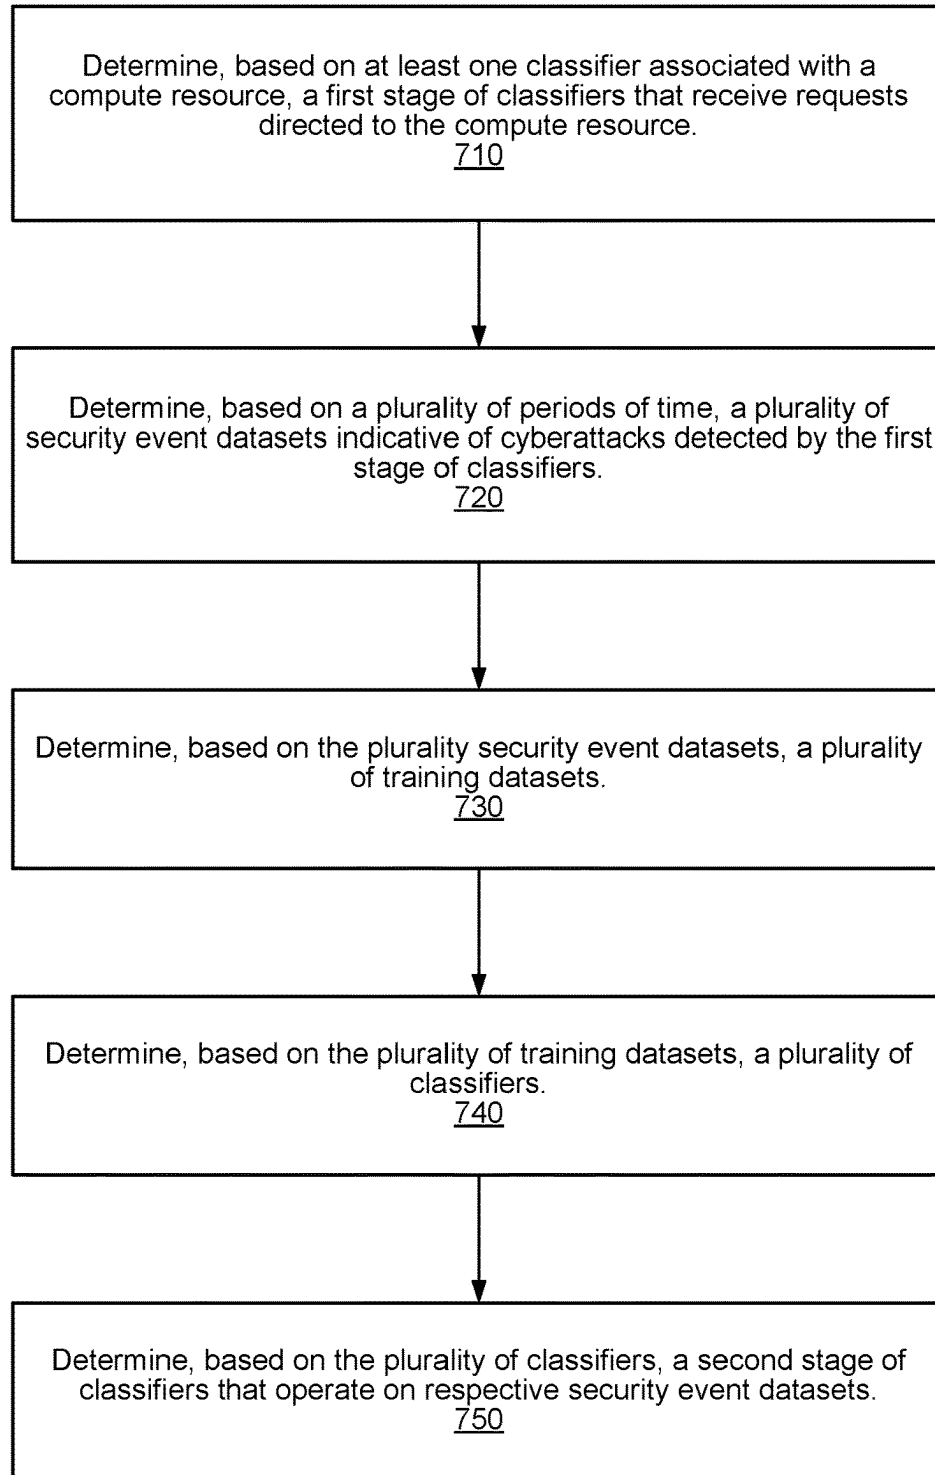 Determine, based on at least one classifier associated with a
compute resource, a first stage of classifiers that receive requests
directed to the compute resource.
710
Determine, based on a plurality of periods of time, a plurality of
security event datasets indicative of cyberattacks detected by the first
stage of classifiers.
720
Determine, based on the plurality security event datasets, a plurality
of training datasets.
730
Determine, based on the plurality of training datasets, a plurality of
classifiers.
740
Determine, based on the plurality of classifiers, a second stage of
classifiers that operate on respective security event datasets.
750